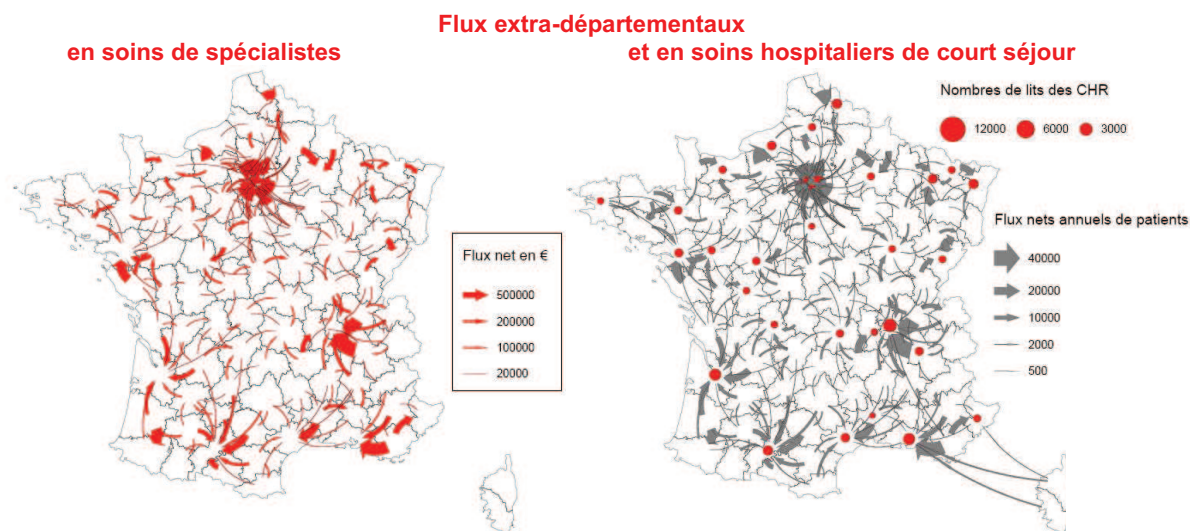 Flux extra-départementaux
en soins de spécialistes
et en soins hospitaliers de court séjour
Flux net en €
500000
200000
100000
20000
Nombres de lits des CHR
12000 6000 3000
Flux nets annuels de patients
40000
20000
10000
2000
500